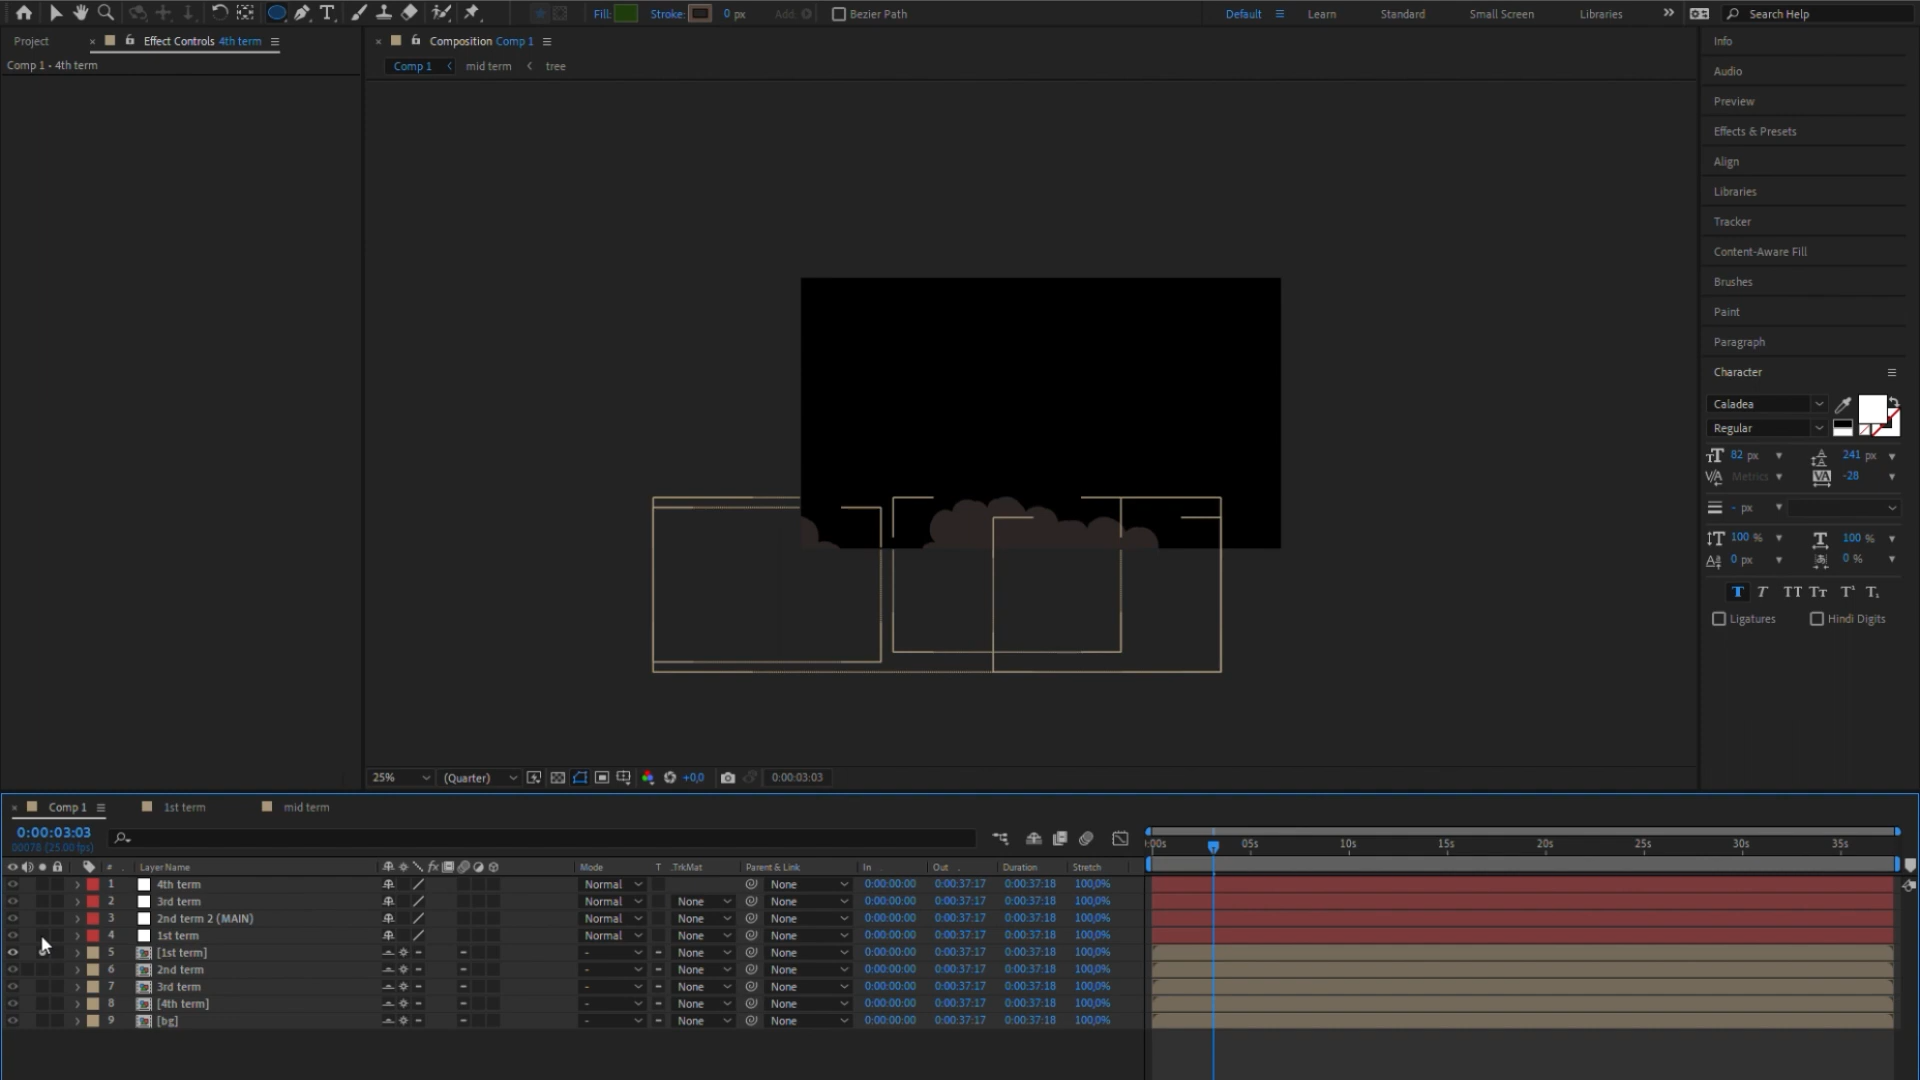 Fill:
Stroke:
0 px
Add:
Bezier Path
Default
Learn
Standard
Small Screen
Libraries
Search Help
Project
Effect Controls 4th term
Composition Comp 1
Comp 1 - 4th term
Comp 1
mid term
tree
Info
Audio
Preview
Effects & Presets
Align
Libraries
Tracker
Content-Aware Fill
Brushes
Paint
Paragraph
Character
Caladea
Regular
82 px
241 px
Metrics
-28
- px
100 %
100 %
0 px
0 %
Ligatures
Hindi Digits
25%
(Quarter)
+0,0
0:00:03:03
Comp 1
1st term
mid term
0:00:03:03
00078 (25.00 fps)
:00s
05s
10s
15s
20s
25s
30s
35s
#
Layer Name
Mode
T
.TrkMat
Parent & Link
In
Out
Duration
Stretch
1 4th term Normal None 0:00:00:00 0:00:37:17 0:00:37:18 100,0%
2 3rd term Normal None None 0:00:00:00 0:00:37:17 0:00:37:18 100,0%
3 2nd term 2 (MAIN) Normal None None 0:00:00:00 0:00:37:17 0:00:37:18 100,0%
4 1st term Normal None None 0:00:00:00 0:00:37:17 0:00:37:18 100,0%
5 [1st term] - None None 0:00:00:00 0:00:37:17 0:00:37:18 100,0%
6 2nd term - None None 0:00:00:00 0:00:37:17 0:00:37:18 100,0%
7 3rd term - None None 0:00:00:00 0:00:37:17 0:00:37:18 100,0%
8 [4th term] - None None 0:00:00:00 0:00:37:17 0:00:37:18 100,0%
9 [bg] - None None 0:00:00:00 0:00:37:17 0:00:37:18 100,0%